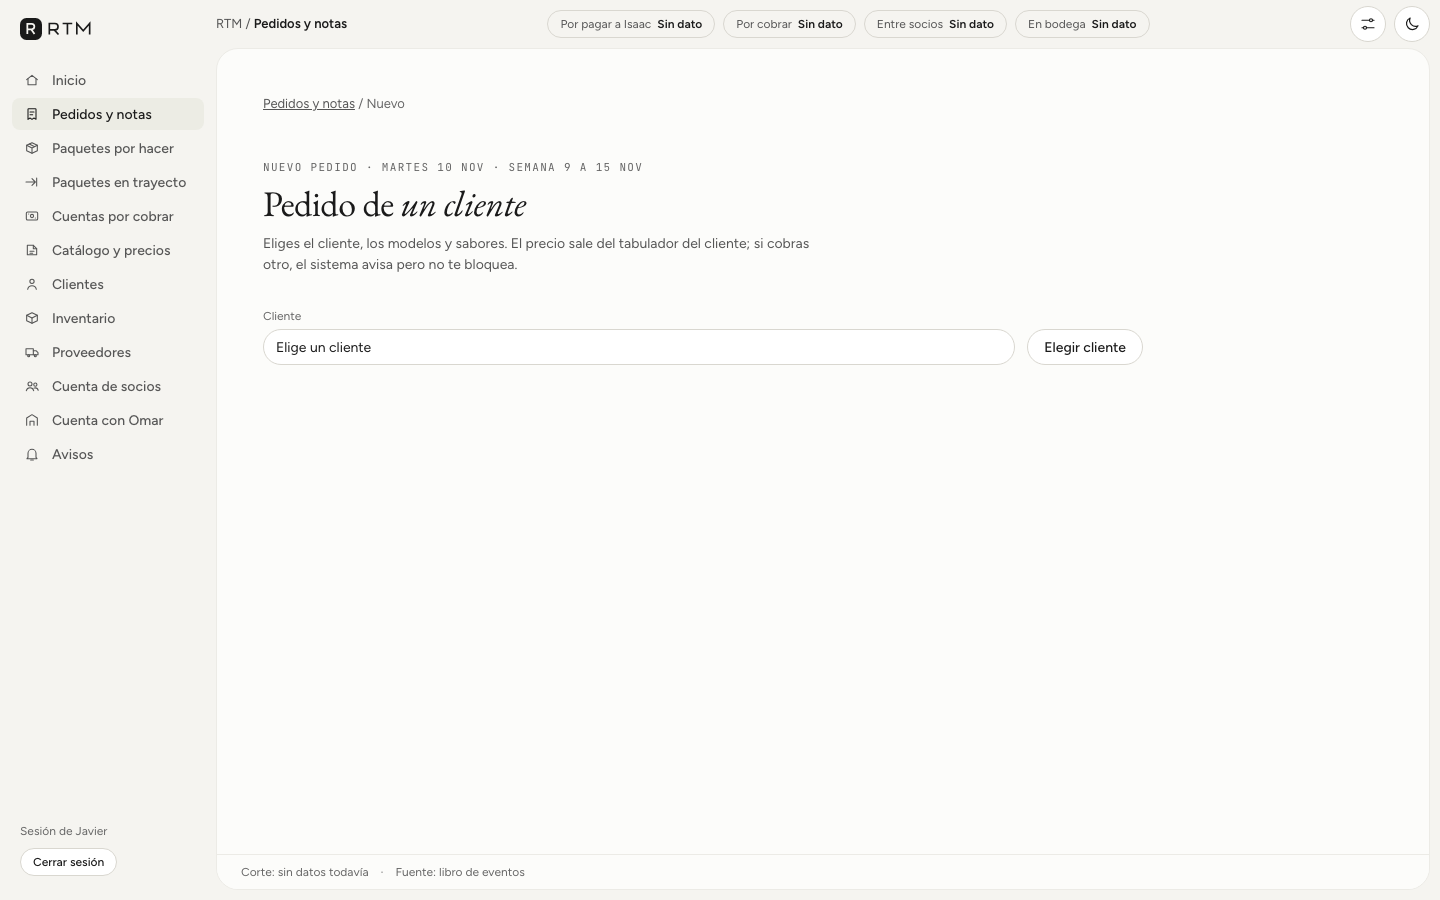 R RTM
RTM / Pedidos y notas
Por pagar a Isaac Sin dato
Por cobrar Sin dato
Entre socios Sin dato
En bodega Sin dato
Inicio
Pedidos y notas
Paquetes por hacer
Paquetes en trayecto
Cuentas por cobrar
Catálogo y precios
Clientes
Inventario
Proveedores
Cuenta de socios
Cuenta con Omar
Avisos
Sesión de Javier
Cerrar sesión
Pedidos y notas / Nuevo
NUEVO PEDIDO · MARTES 10 NOV · SEMANA 9 A 15 NOV
Pedido de un cliente
Eliges el cliente, los modelos y sabores. El precio sale del tabulador del cliente; si cobras
otro, el sistema avisa pero no te bloquea.
Cliente
Elige un cliente
Elegir cliente
Corte: sin datos todavía · Fuente: libro de eventos